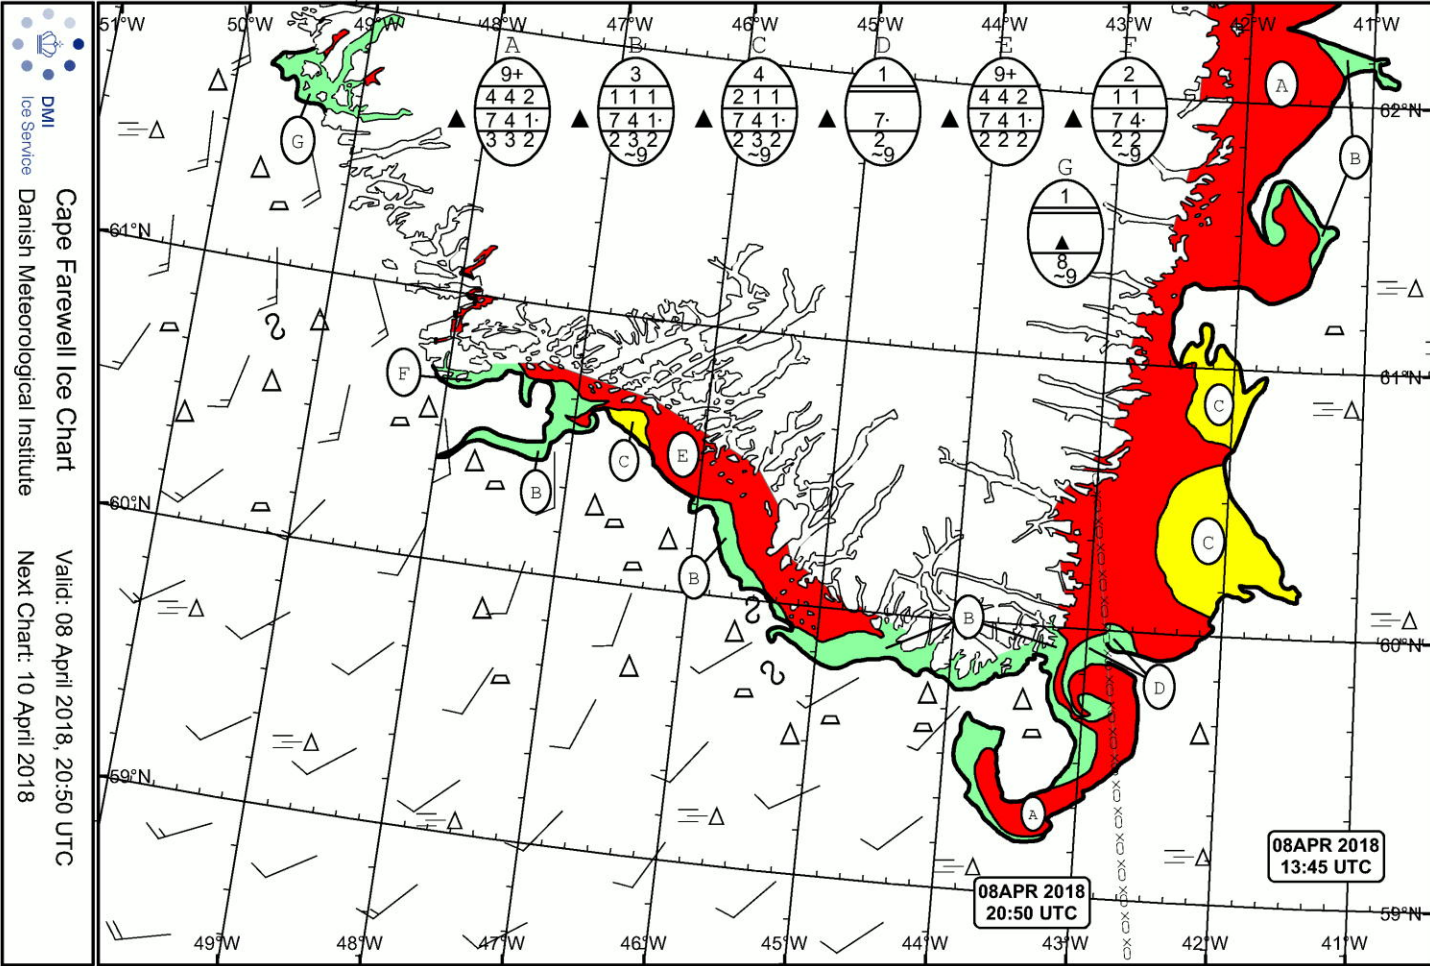 DMI
Ice Service
Cape Farewell Ice Chart
Danish Meteorological Institute
Valid: 08 April 2018, 20:50 UTC
Next Chart: 10 April 2018
51°W 50°W 49°W 48°W 47°W 46°W 45°W 44°W 43°W 42°W 41°W
A B C D E F
9+ 3 4 1 9+ 2
4 4 2 1 1 1 2 1 1 4 4 2 1 1
7 4 1· 7 4 1· 7 4 1· 7· 7 4 1· 7 4·
3 3 2 2 3 2 2 3 2 2 2 2 2 2 2
~9 ~9 ~9 ~9
G
1
8
~9
A
62°N
G
B
61°N
F
C
61°N
E
C
B
60°N
C
B
B
60°N
D
59°N
A
08APR 2018
13:45 UTC
08APR 2018
20:50 UTC
59°N
49°W 48°W 47°W 46°W 45°W 44°W 43°W 42°W 41°W